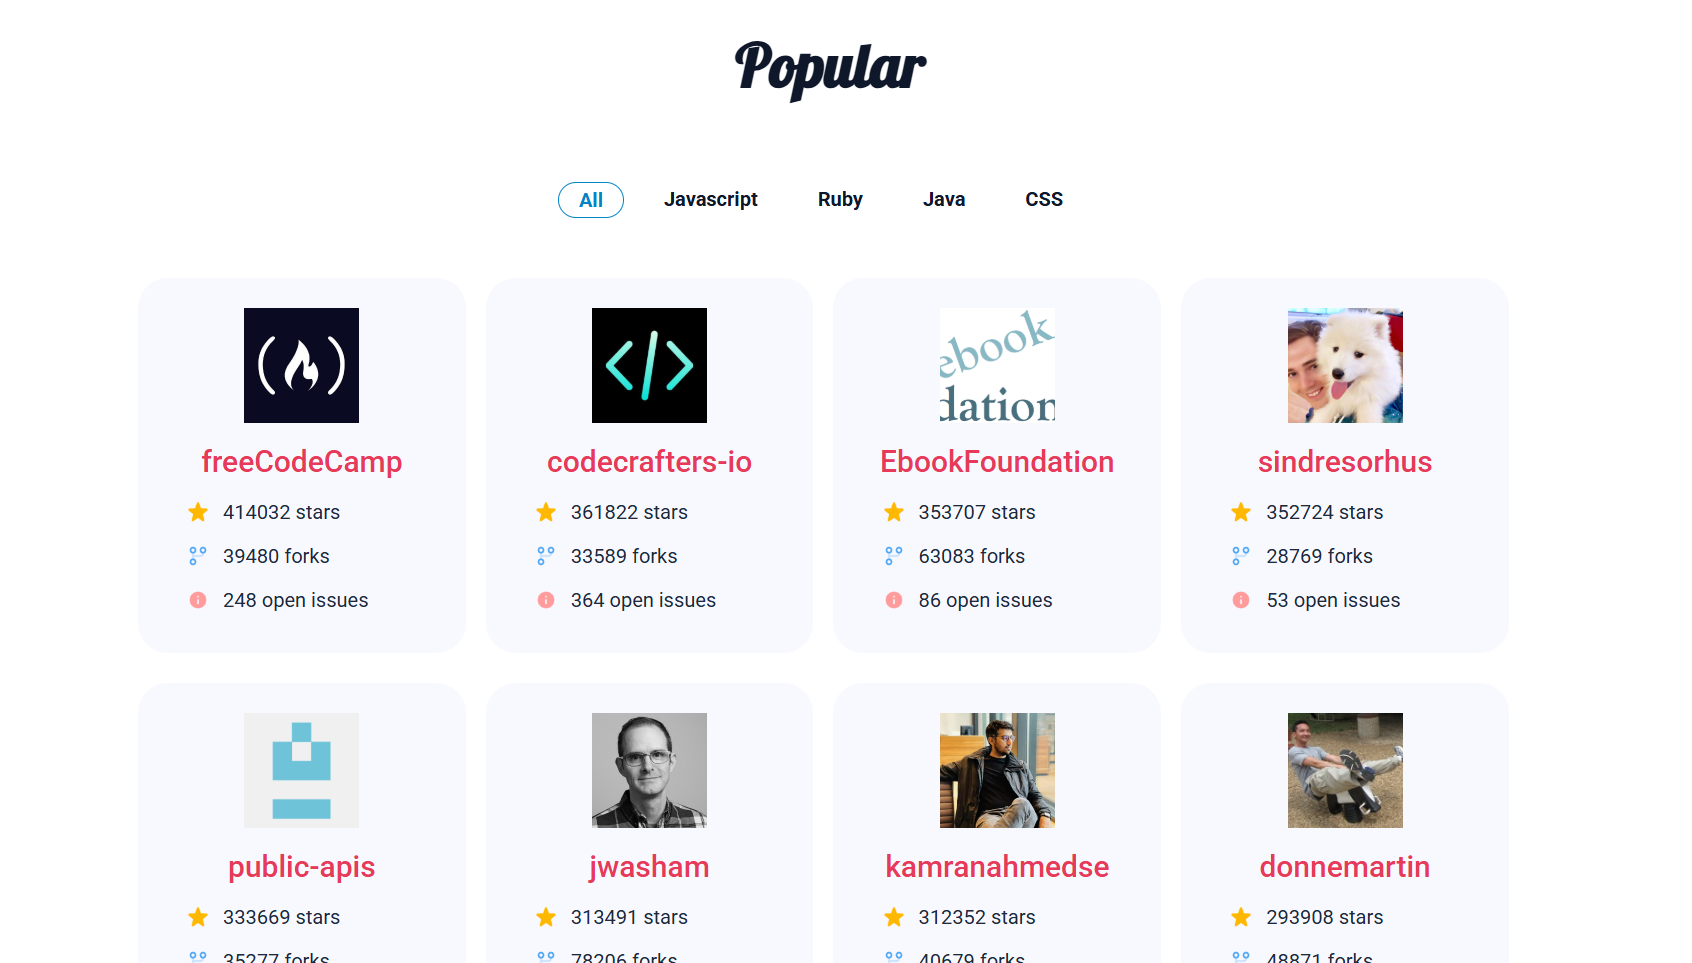 Popular
All Javascript Ruby Java CSS
ebook
dation
freeCodeCamp codecrafters-io EbookFoundation sindresorhus
414032 stars 361822 stars 353707 stars 352724 stars
39480 forks 33589 forks 63083 forks 28769 forks
248 open issues 364 open issues 86 open issues 53 open issues
public-apis jwasham kamranahmedse donnemartin
333669 stars 313491 stars 312352 stars 293908 stars
35277 forks 78206 forks 40679 forks 48871 forks